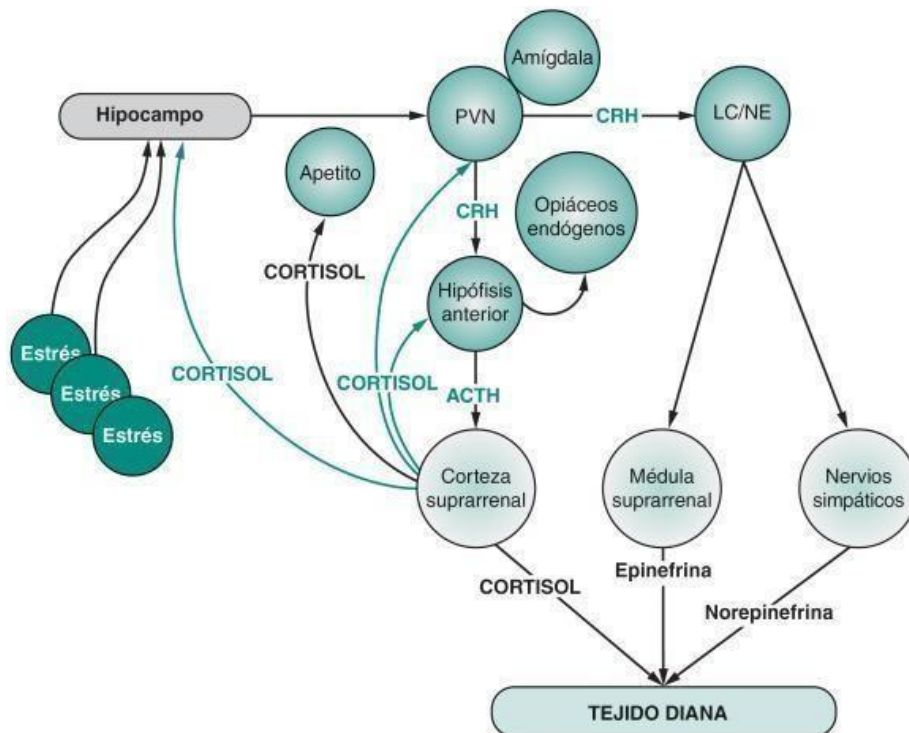 Amígdala
Hipocampo
PVN
CRH
LC/NE
Apetito
CRH
Opiáceos
endógenos
CORTISOL
Hipófisis
anterior
Estrés
Estrés
Estrés
CORTISOL
CORTISOL
ACTH
Corteza
suprarrenal
Médula
suprarrenal
Nervios
simpáticos
CORTISOL
Epinefrina
Norepinefrina
TEJIDO DIANA